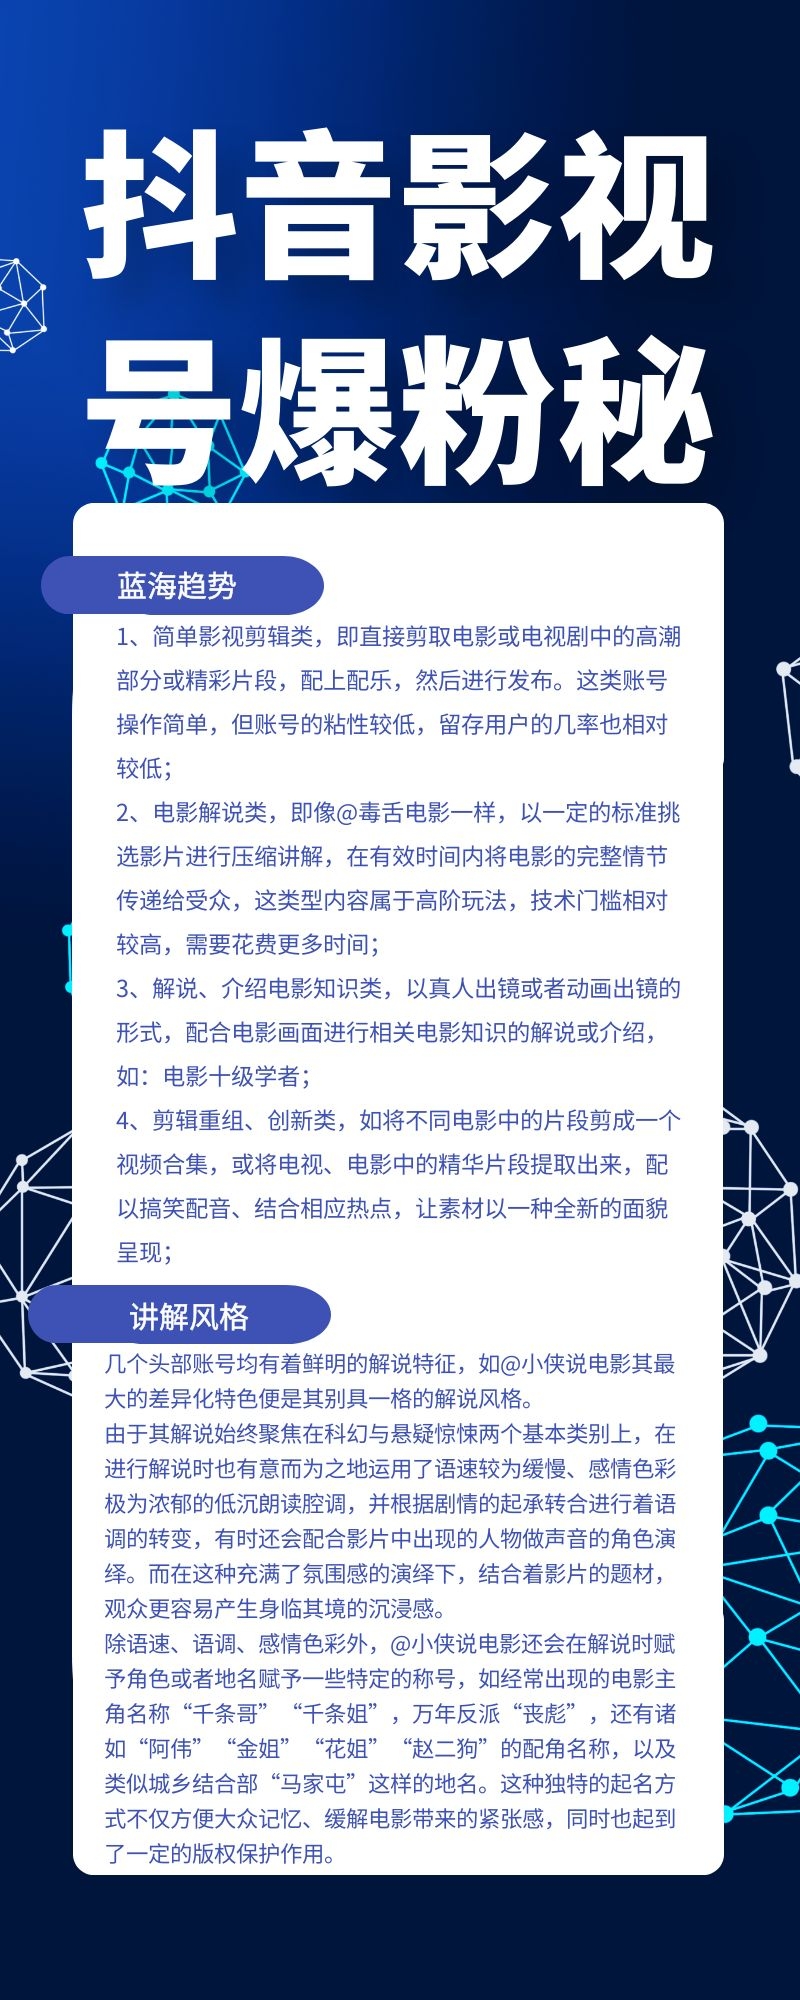 抖音影视
号爆粉秘
蓝海趋势
1、简单影视剪辑类，即直接剪取电影或电视剧中的高潮
部分或精彩片段，配上配乐，然后进行发布。这类账号
操作简单，但账号的粘性较低，留存用户的几率也相对
较低；
2、电影解说类，即像@毒舌电影一样，以一定的标准挑
选影片进行压缩讲解，在有效时间内将电影的完整情节
传递给受众，这类型内容属于高阶玩法，技术门槛相对
较高，需要花费更多时间；
3、解说、介绍电影知识类，以真人出镜或者动画出镜的
形式，配合电影画面进行相关电影知识的解说或介绍，
如：电影十级学者；
4、剪辑重组、创新类，如将不同电影中的片段剪成一个
视频合集，或将电视、电影中的精华片段提取出来，配
以搞笑配音、结合相应热点，让素材以一种全新的面貌
呈现；
讲解风格
几个头部账号均有着鲜明的解说特征，如@小侠说电影其最
大的差异化特色便是其别具一格的解说风格。
由于其解说始终聚焦在科幻与悬疑惊悚两个基本类别上，在
进行解说时也有意而为之地运用了语速较为缓慢、感情色彩
极为浓郁的低沉朗读腔调，并根据剧情的起承转合进行着语
调的转变，有时还会配合影片中出现的人物做声音的角色演
绎。而在这种充满了氛围感的演绎下，结合着影片的题材，
观众更容易产生身临其境的沉浸感。
除语速、语调、感情色彩外，@小侠说电影还会在解说时赋
予角色或者地名赋予一些特定的称号，如经常出现的电影主
角名称“千条哥”“千条姐”，万年反派“丧彪”，还有诸
如“阿伟”“金姐”“花姐”“赵二狗”的配角名称，以及
类似城乡结合部“马家屯”这样的地名。这种独特的起名方
式不仅方便大众记忆、缓解电影带来的紧张感，同时也起到
了一定的版权保护作用。